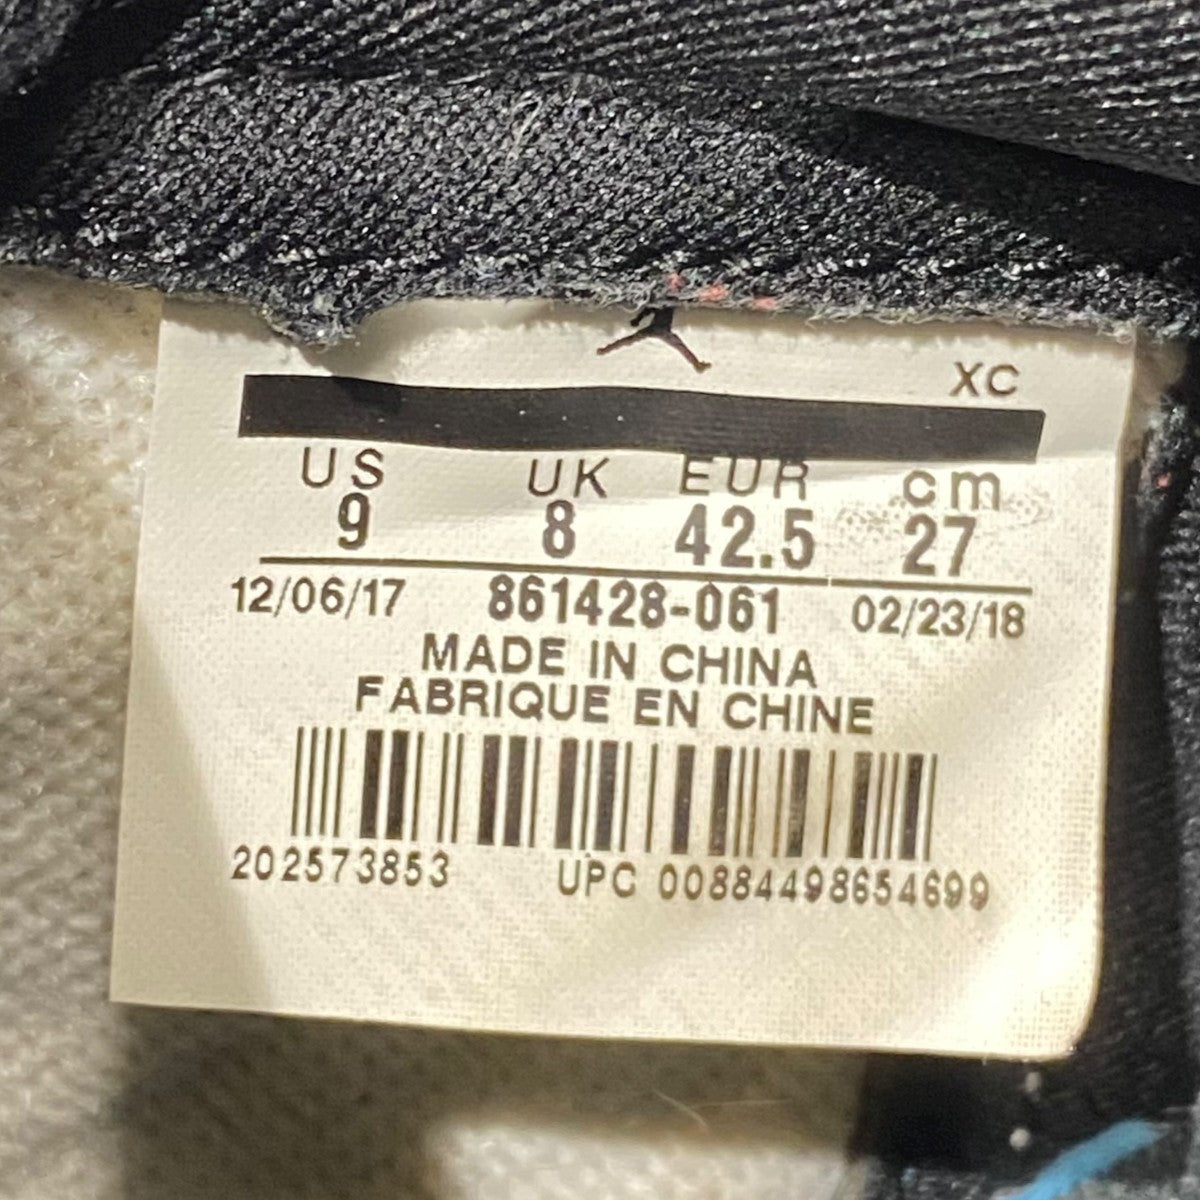 XC
US UK EUR cm
9 8 42.5 27
12/06/17 861428-061 02/23/18
MADE IN CHINA
FABRIQUE EN CHINE
202573853 UPC 00884498654699